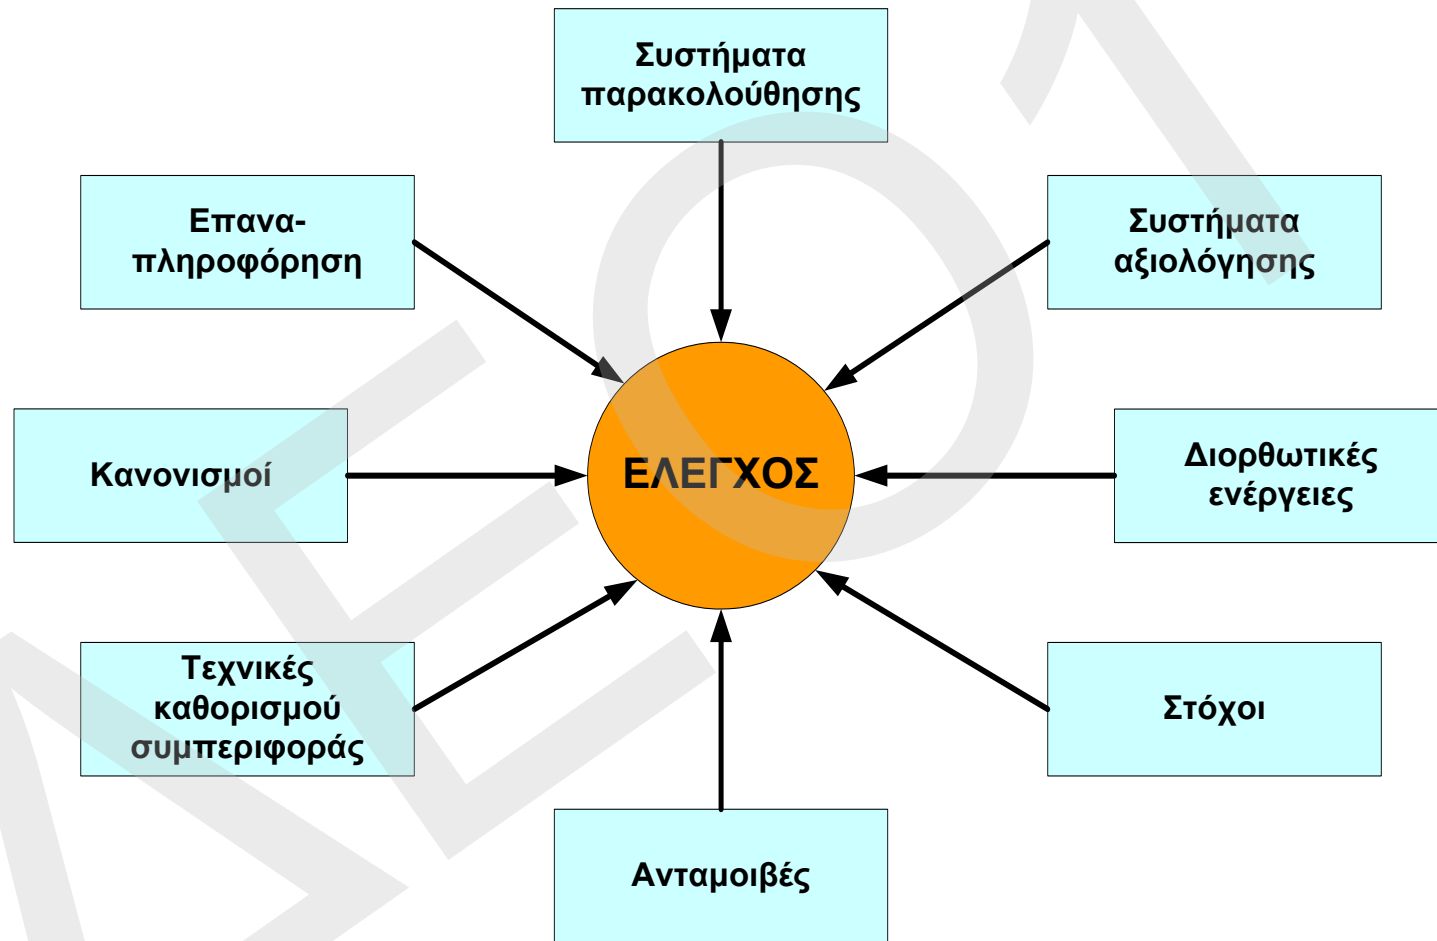 Συστήματα
παρακολούθησης
Επανα-
πληροφόρηση
Συστήματα
αξιολόγησης
Κανονισμοί
ΕΛΕΓΧΟΣ
Διορθωτικές
ενέργειες
Τεχνικές
καθορισμού
συμπεριφοράς
Στόχοι
Ανταμοιβές